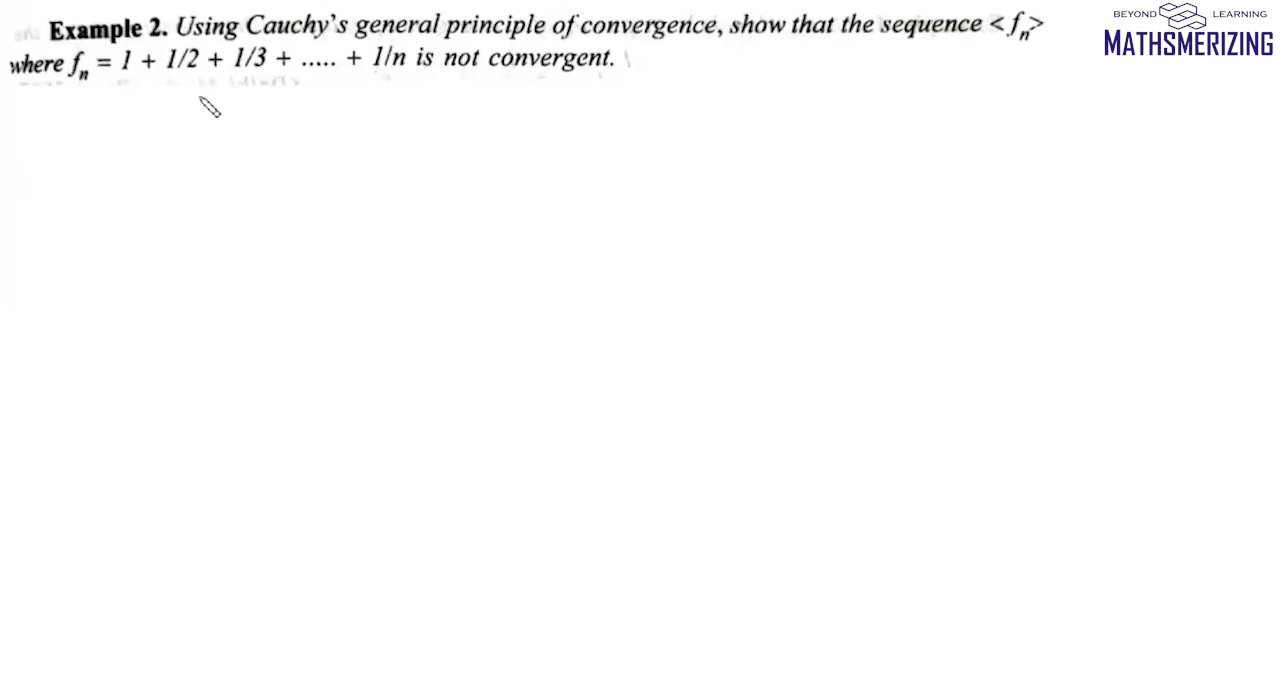 Example 2. Using Cauchy's general principle of convergence, show that the sequence <fn>
where fn = 1 + 1/2 + 1/3 + ..... + 1/n is not convergent.
BEYOND LEARNING
MATHSMERIZING